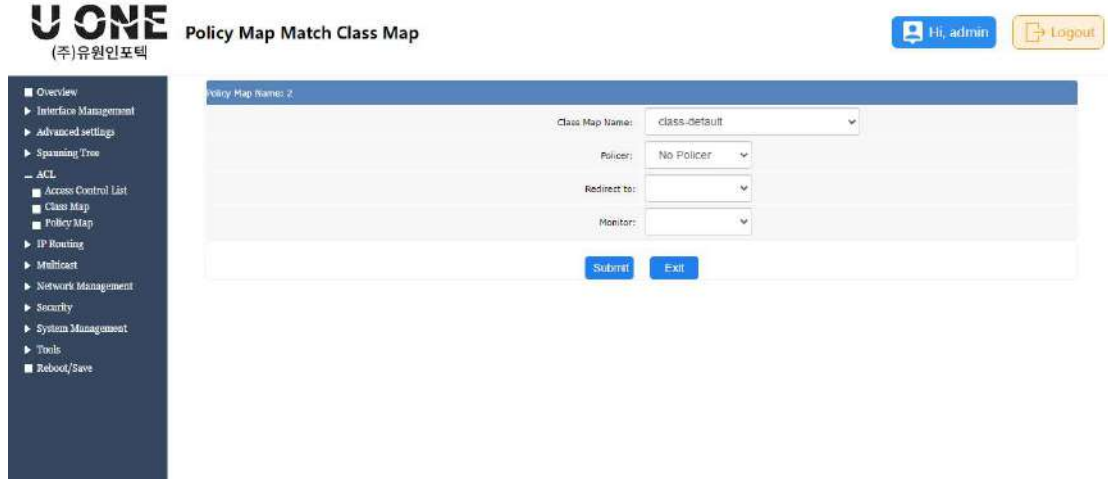 U ONE
(주)유원인포텍
Policy Map Match Class Map
Hi, admin
Logout
Overview
Interface Management
Advanced settings
Spanning Tree
ACL
Access Control List
Class Map
Policy Map
IP Routing
Multicast
Network Management
Security
System Management
Tools
Reboot/Save
Policy Map Name: 2
Class Map Name: class-default
Policer: No Policer
Redirect to:
Monitor:
Submit Exit